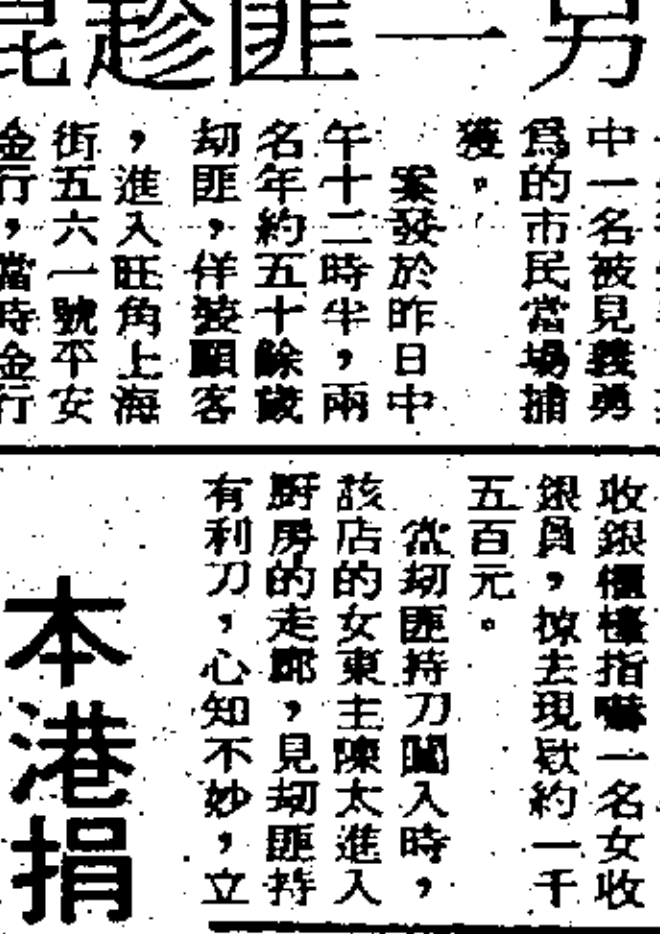 另一匪趁
中一名被見義勇
爲的市民當場捕
獲。
案發於昨日中
午十二時半，兩
名年約五十餘歲
劫匪，佯裝顧客
，進入旺角上海
街五六一號平安
金行，當時金行
收銀櫃檯指嚇一名女收
銀員，掠去現款約一千
五百元。
當劫匪持刀闖入時，
該店的女東主陳太進入
厨房的走廊，見劫匪持
有利刀，心知不妙，立
本港捐